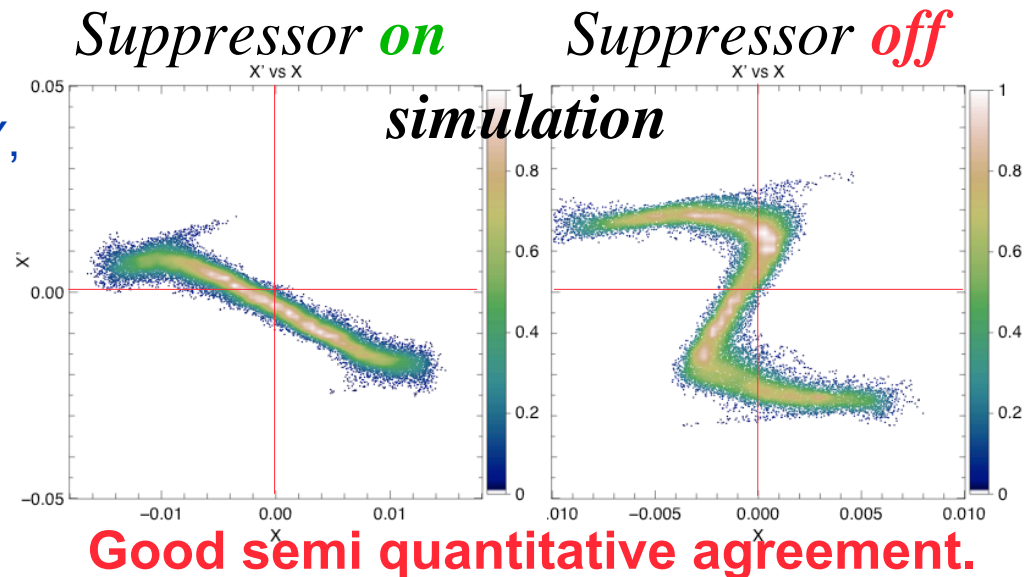 Suppressor on
Suppressor off
X' vs X
X' vs X
simulation
0.05
0.00
−0.05
X'
−0.01
0.00
0.01
X
1
0.8
0.6
0.4
0.2
0
.010
−0.005
0.000
0.005
0.010
1
0.8
0.6
0.4
0.2
0
Good semi quantitative agreement.